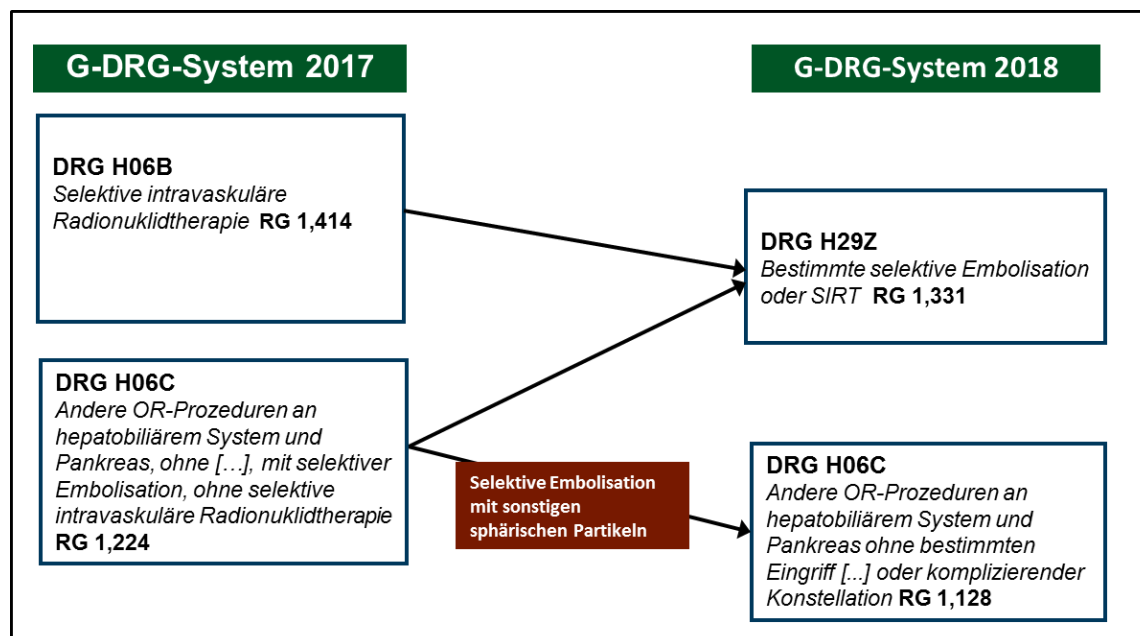 G-DRG-System 2017
G-DRG-System 2018
DRG H06B
Selektive intravaskuläre
Radionuklidtherapie RG 1,414
DRG H29Z
Bestimmte selektive Embolisation
oder SIRT RG 1,331
DRG H06C
Andere OR-Prozeduren an
hepatobiliärem System und
Pankreas, ohne […], mit selektiver
Embolisation, ohne selektive
intravaskuläre Radionuklidtherapie
RG 1,224
Selektive Embolisation
mit sonstigen
sphärischen Partikeln
DRG H06C
Andere OR-Prozeduren an
hepatobiliärem System und
Pankreas ohne bestimmten
Eingriff [...] oder komplizierender
Konstellation RG 1,128